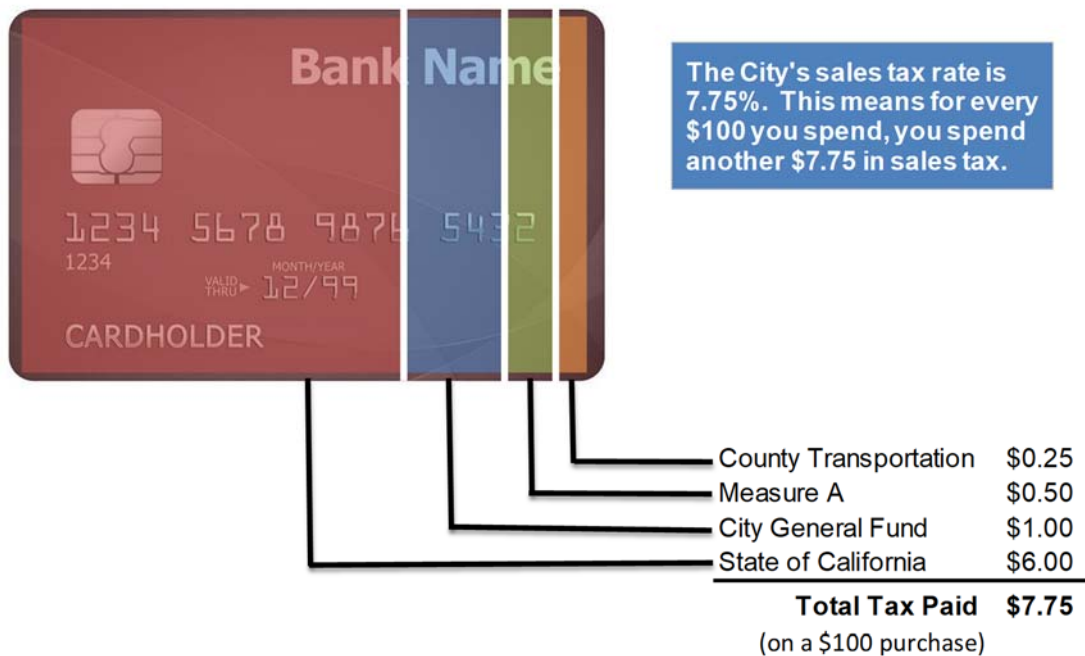 Bank Name
The City's sales tax rate is
7.75%. This means for every
$100 you spend, you spend
another $7.75 in sales tax.
1234 5678 9876 5432
1234
MONTH/YEAR
VALID THRU 12/99
CARDHOLDER
County Transportation $0.25
Measure A $0.50
City General Fund $1.00
State of California $6.00
Total Tax Paid $7.75
(on a $100 purchase)